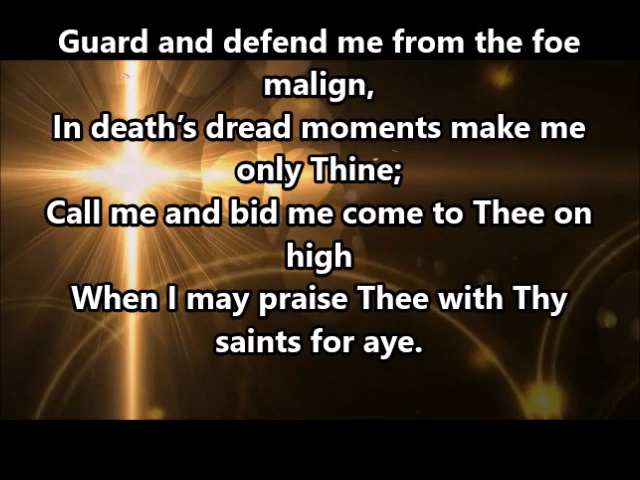 Guard and defend me from the foe
malign,
In death’s dread moments make me
only Thine;
Call me and bid me come to Thee on
high
When I may praise Thee with Thy
saints for aye.